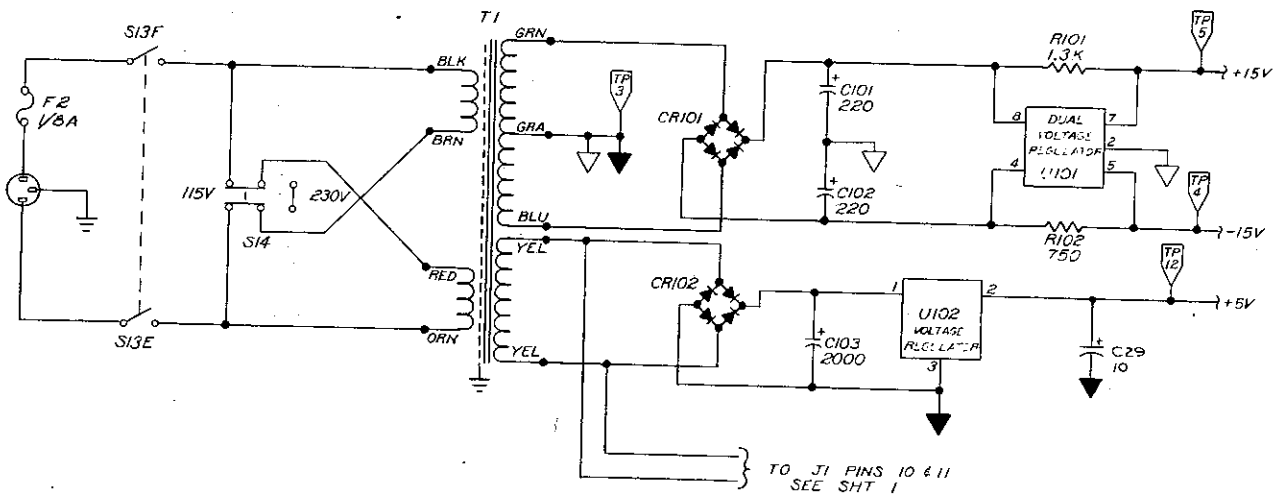 S13F
T1
GRN
TP
5
R101
1.3K
+15V
BLK
TP
3
C101
220
F2
1/8A
CR101
8
DUAL
VOLTAGE
REGULATOR
U101
7
2
4
5
BRN
GRA
115V
230V
S14
C102
220
TP
4
BLU
R102
750
-15V
YEL
RED
CR102
TP
12
1
U102
VOLTAGE
REGULATOR
2
3
+5V
S13E
ORN
C103
2000
C29
10
YEL
TO J1 PINS 10 & 11
SEE SHT 1
+
+
+
+